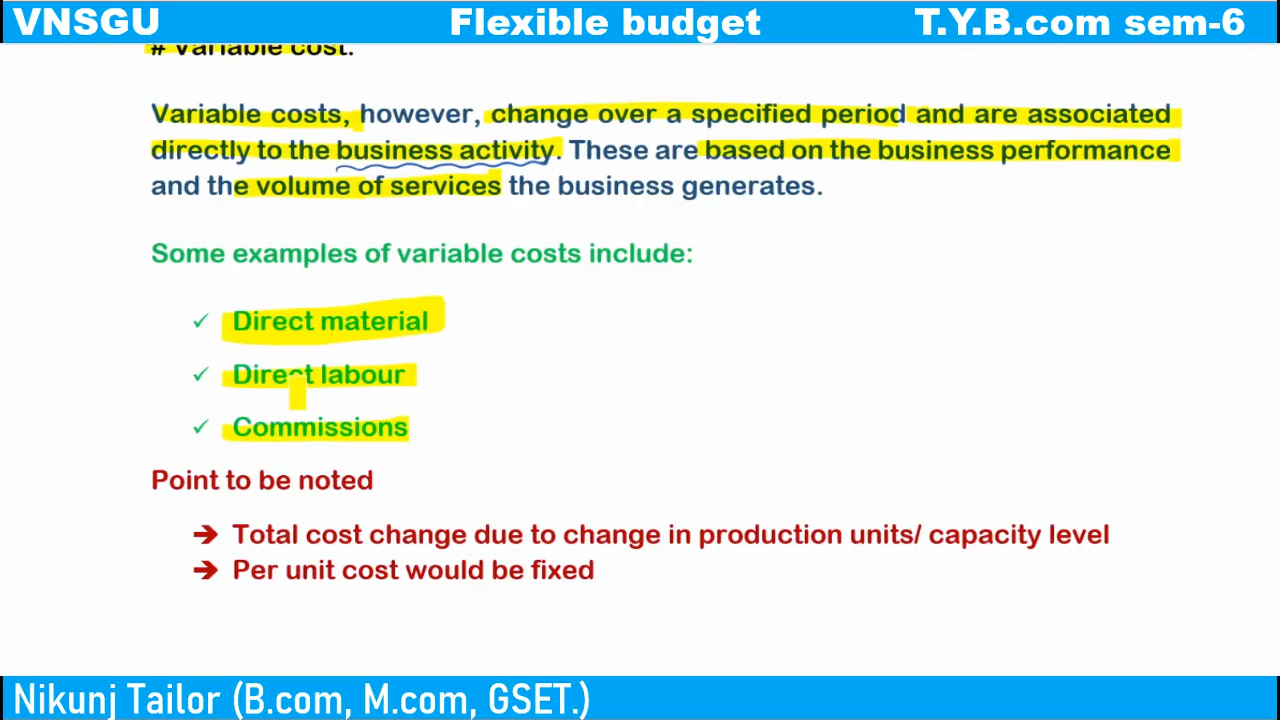 VNSGU Flexible budget T.Y.B.com sem-6
# Variable cost.
Variable costs, however, change over a specified period and are associated
directly to the business activity. These are based on the business performance
and the volume of services the business generates.
Some examples of variable costs include:
✓ Direct material
✓ Direct labour
✓ Commissions
Point to be noted
➔ Total cost change due to change in production units/ capacity level
➔ Per unit cost would be fixed
Nikunj Tailor (B.com, M.com, GSET.)